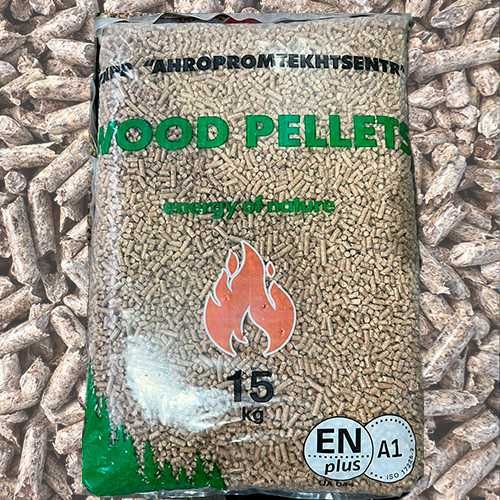 "AHROPROMTEKHTSENTR"
WOOD PELLETS
energy of nature
15
kg
EN
plus
A1